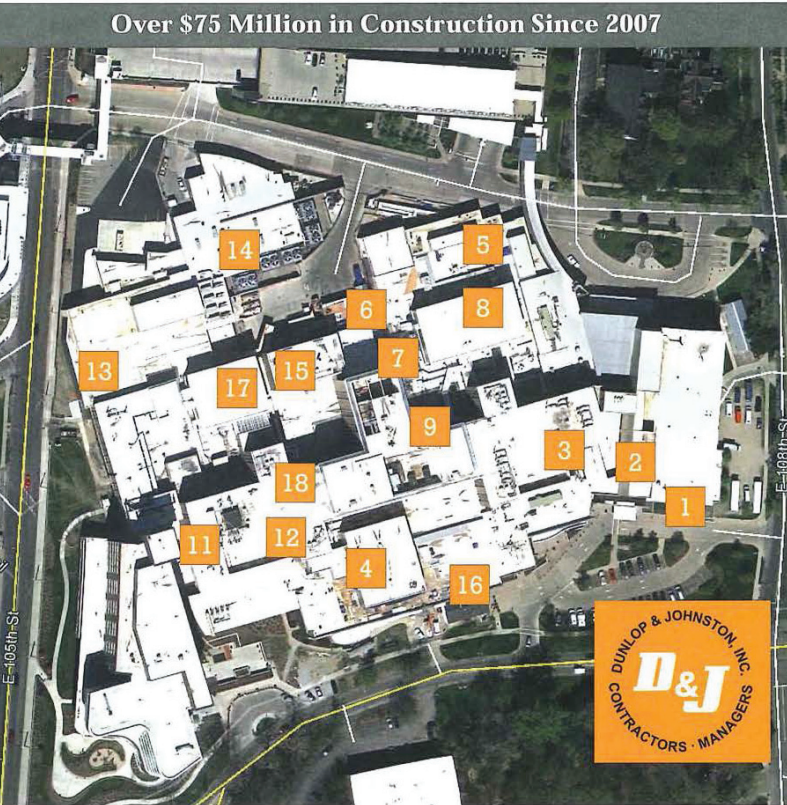 Over $75 Million in Construction Since 2007
5
14
6
8
7
13
17
15
9
3
2
18
1
11
12
4
16
E 105th St
E 108th St
DUNLOP & JOHNSTON, INC.
D&J
CONTRACTORS · MANAGERS